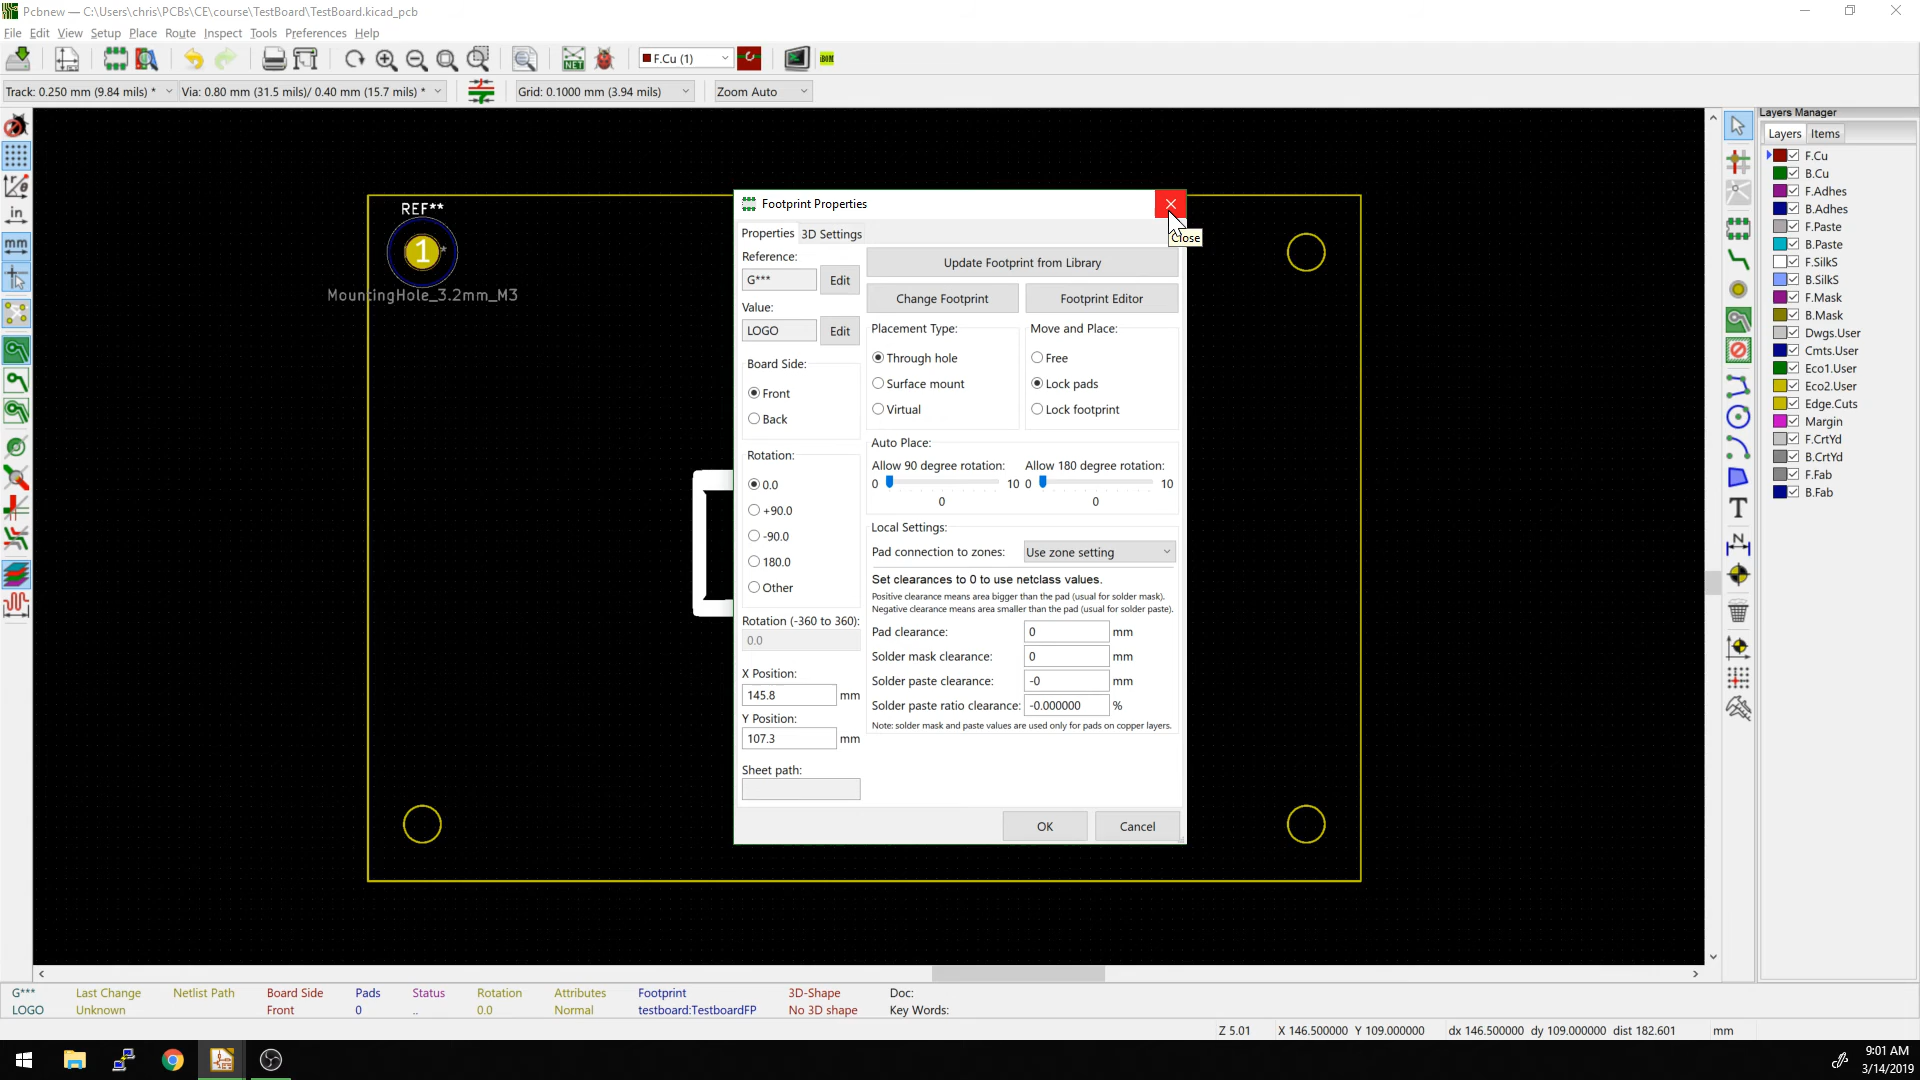 Pcbnew — C:\Users\chris\PCBs\CE\course\TestBoard\TestBoard.kicad_pcb
File Edit View Setup Place Route Inspect Tools Preferences Help
F.Cu (1)
Track: 0.250 mm (9.84 mils) * Via: 0.80 mm (31.5 mils)/ 0.40 mm (15.7 mils) * Grid: 0.1000 mm (3.94 mils) Zoom Auto
Layers Manager
Layers Items
F.Cu
B.Cu
F.Adhes
B.Adhes
F.Paste
B.Paste
F.SilkS
B.SilkS
F.Mask
B.Mask
Dwgs.User
Cmts.User
Eco1.User
Eco2.User
Edge.Cuts
Margin
F.CrtYd
B.CrtYd
F.Fab
B.Fab
in
mm
NET
REF**
1
MountingHole_3.2mm_M3
Footprint Properties
Close
Properties 3D Settings
Reference:
G*** Edit
Value:
LOGO Edit
Board Side:
Front
Back
Rotation:
0.0
+90.0
-90.0
180.0
Other
Rotation (-360 to 360):
0.0
X Position:
145.8 mm
Y Position:
107.3 mm
Sheet path:
Update Footprint from Library
Change Footprint Footprint Editor
Placement Type:
Through hole
Surface mount
Virtual
Move and Place:
Free
Lock pads
Lock footprint
Auto Place:
Allow 90 degree rotation: Allow 180 degree rotation:
0 10 0 10
0 0
Local Settings:
Pad connection to zones: Use zone setting
Set clearances to 0 to use netclass values.
Positive clearance means area bigger than the pad (usual for solder mask).
Negative clearance means area smaller than the pad (usual for solder paste).
Pad clearance: 0 mm
Solder mask clearance: 0 mm
Solder paste clearance: -0 mm
Solder paste ratio clearance: -0.000000 %
Note: solder mask and paste values are used only for pads on copper layers.
OK Cancel
G*** Last Change Netlist Path Board Side Pads Status Rotation Attributes Footprint 3D-Shape Doc:
LOGO Unknown Front 0 .. 0.0 Normal testboard:TestboardFP No 3D shape Key Words:
Z 5.01 X 146.500000 Y 109.000000 dx 146.500000 dy 109.000000 dist 182.601 mm
9:01 AM
3/14/2019